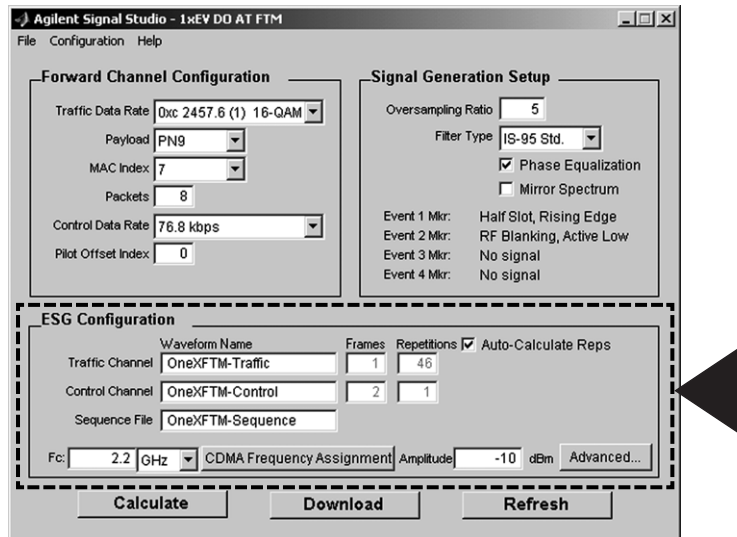 Agilent Signal Studio - 1xEV DO AT FTM
File Configuration Help
Forward Channel Configuration
Traffic Data Rate 0xc 2457.6 (1) 16-QAM
Payload PN9
MAC Index 7
Packets 8
Control Data Rate 76.8 kbps
Pilot Offset Index 0
Signal Generation Setup
Oversampling Ratio 5
Filter Type IS-95 Std.
Phase Equalization
Mirror Spectrum
Event 1 Mkr: Half Slot, Rising Edge
Event 2 Mkr: RF Blanking, Active Low
Event 3 Mkr: No signal
Event 4 Mkr: No signal
ESG Configuration
Waveform Name Frames Repetitions Auto-Calculate Reps
Traffic Channel OneXFTM-Traffic 1 46
Control Channel OneXFTM-Control 2 1
Sequence File OneXFTM-Sequence
Fc: 2.2 GHz CDMA Frequency Assignment Amplitude -10 dBm Advanced...
Calculate Download Refresh